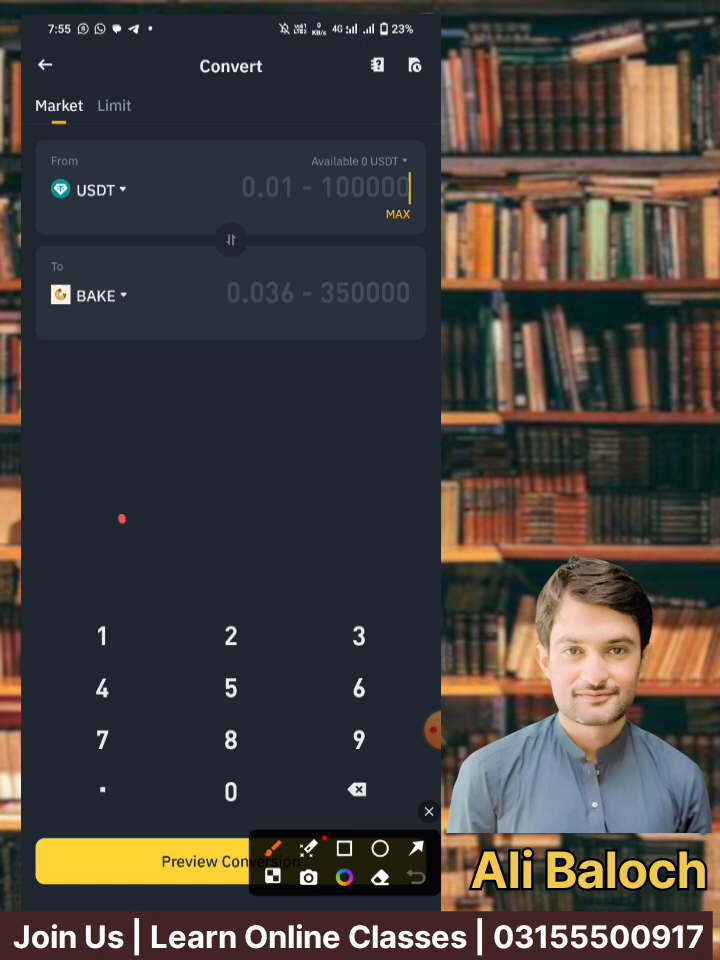 7:55
4G
23%
Convert
Market Limit
From
Available 0 USDT
USDT
0.01 - 100000
MAX
To
BAKE
0.036 - 350000
1 2 3
4 5 6
7 8 9
. 0
Preview Conversion
Ali Baloch
Join Us | Learn Online Classes | 03155500917